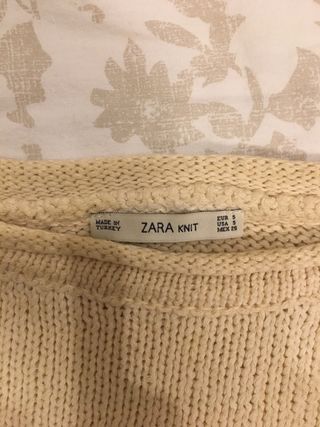 MADE IN
TURKEY
ZARA KNIT
EUR S
USA S
MEX 26